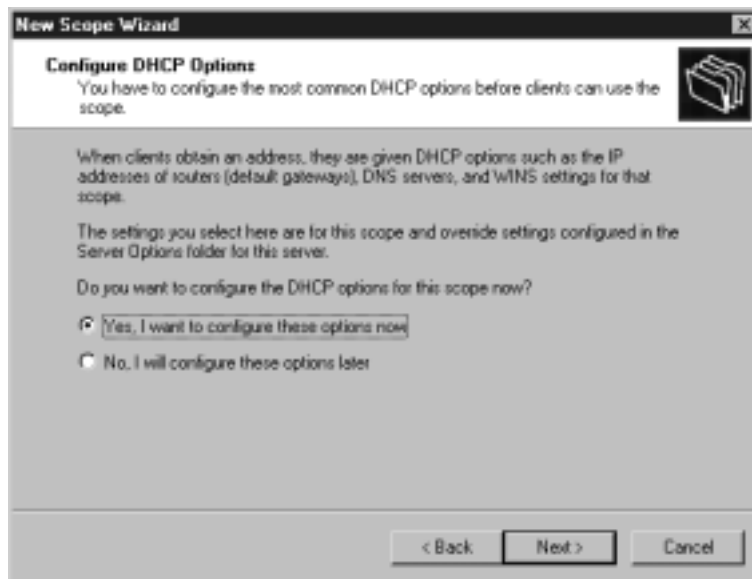 New Scope Wizard
Configure DHCP Options
You have to configure the most common DHCP options before clients can use the
scope.
When clients obtain an address, they are given DHCP options such as the IP
addresses of routers (default gateways), DNS servers, and WINS settings for that
scope.
The settings you select here are for this scope and override settings configured in the
Server Options folder for this server.
Do you want to configure the DHCP options for this scope now?
Yes, I want to configure these options now
No, I will configure these options later
< Back Next > Cancel